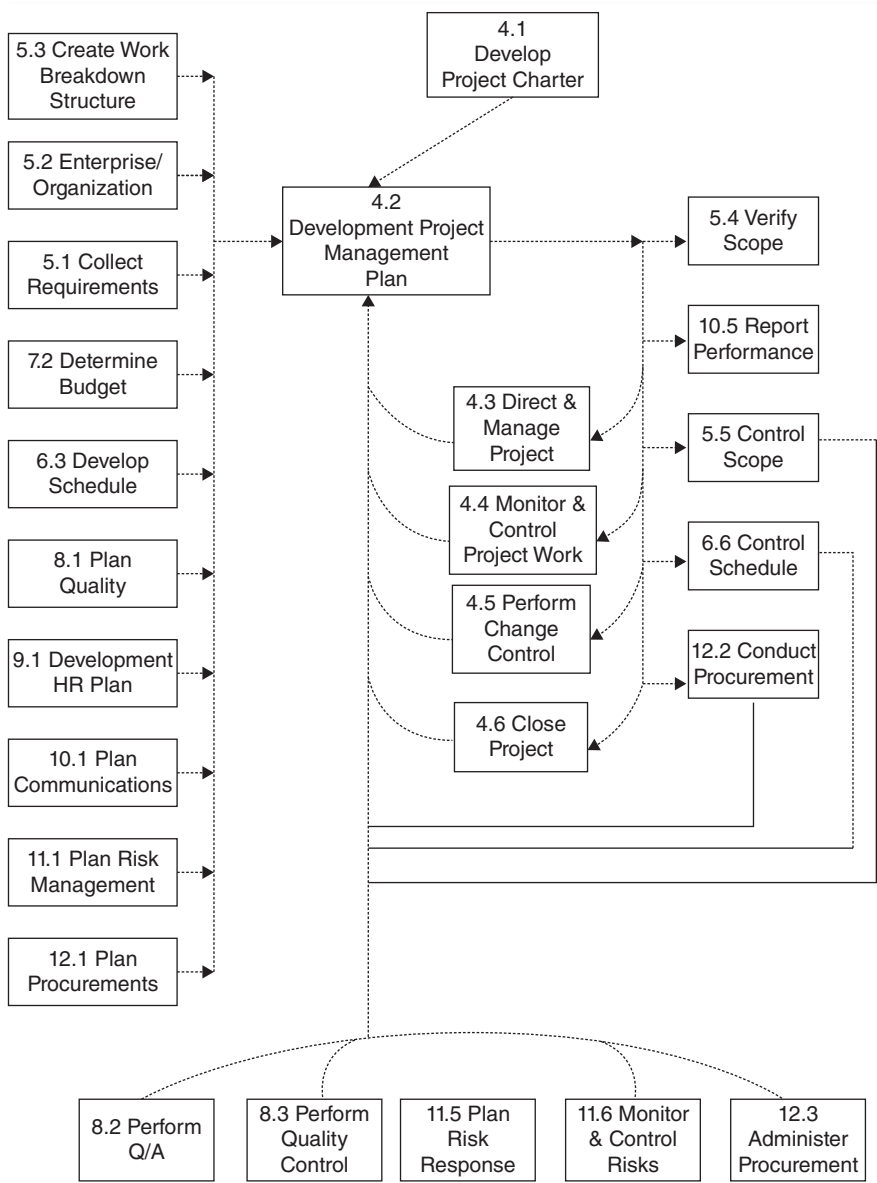 4.1
Develop
Project Charter
5.3 Create Work
Breakdown
Structure
5.2 Enterprise/
Organization
5.1 Collect
Requirements
7.2 Determine
Budget
6.3 Develop
Schedule
8.1 Plan
Quality
9.1 Development
HR Plan
10.1 Plan
Communications
11.1 Plan Risk
Management
12.1 Plan
Procurements
4.2
Development Project
Management
Plan
4.3 Direct &
Manage
Project
4.4 Monitor &
Control
Project Work
4.5 Perform
Change
Control
4.6 Close
Project
5.4 Verify
Scope
10.5 Report
Performance
5.5 Control
Scope
6.6 Control
Schedule
12.2 Conduct
Procurement
8.2 Perform
Q/A
8.3 Perform
Quality
Control
11.5 Plan
Risk
Response
11.6 Monitor
& Control
Risks
12.3
Administer
Procurement